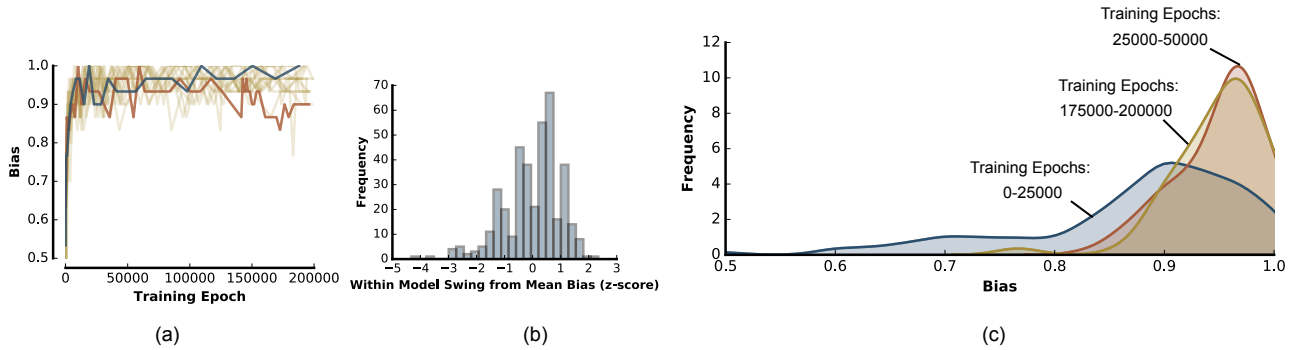 1.0
0.9
0.8
0.7
0.6
0.5
Bias
0 50000 100000 150000 200000
Training Epoch
(a)
70
60
50
40
30
20
10
0
Frequency
−5 −4 −3 −2 −1 0 1 2 3
Within Model Swing from Mean Bias (z-score)
(b)
12
10
8
6
4
2
0
Frequency
Training Epochs:
25000-50000
Training Epochs:
175000-200000
Training Epochs:
0-25000
0.5 0.6 0.7 0.8 0.9 1.0
Bias
(c)